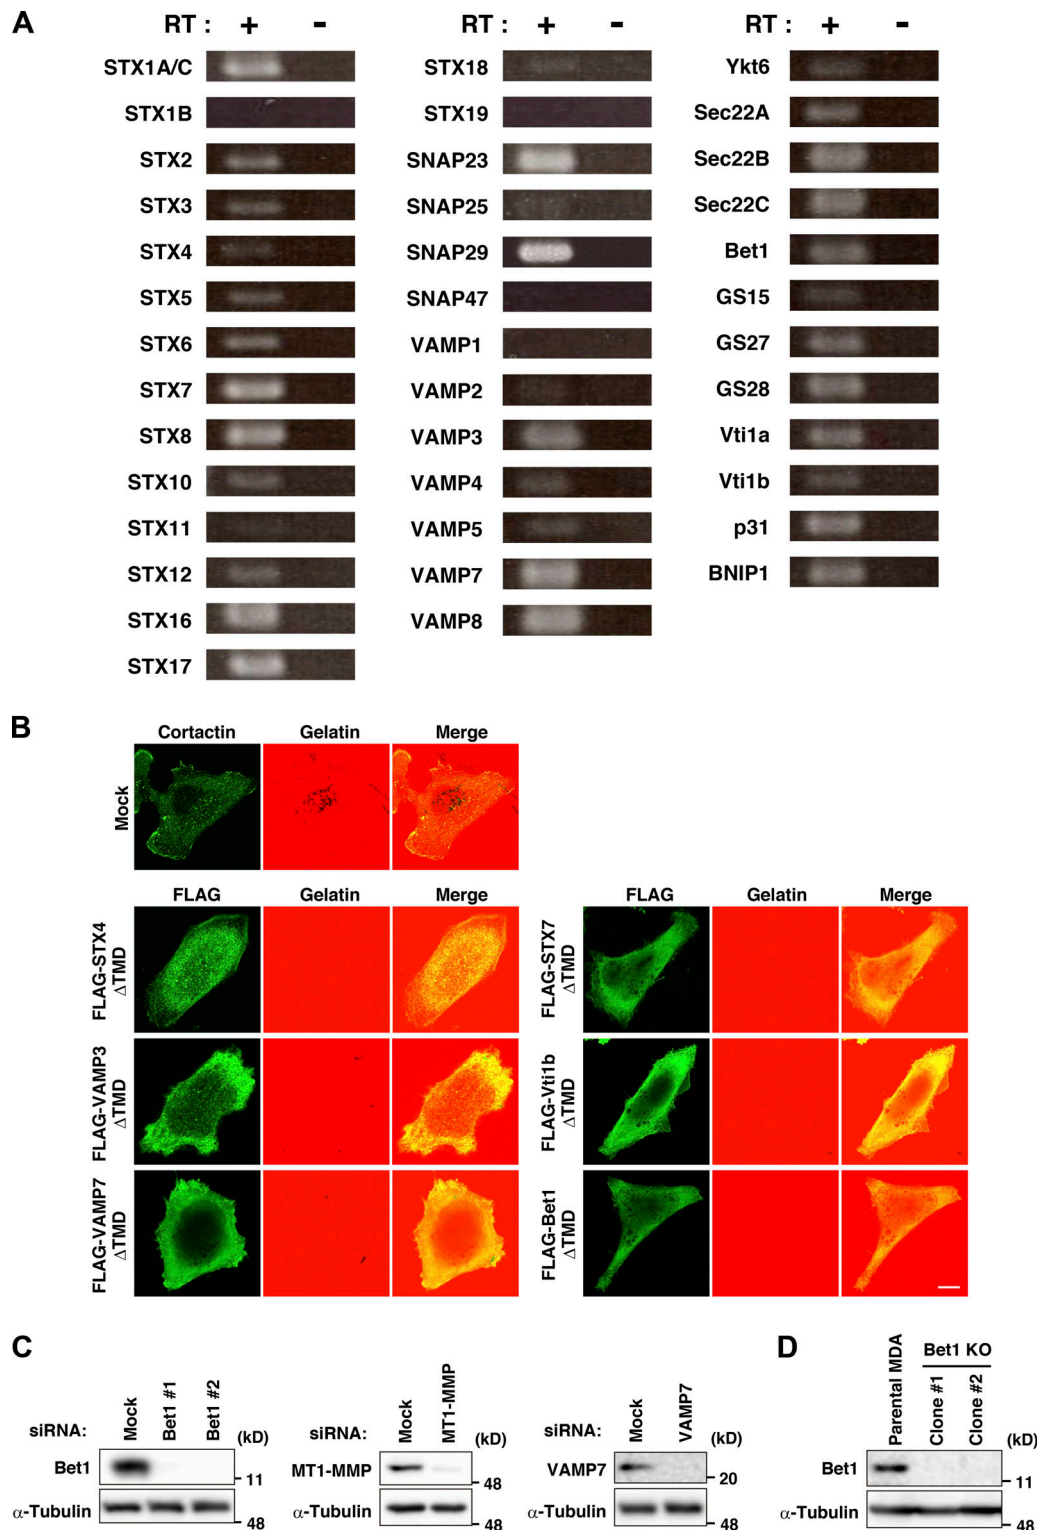 A
RT : + -
STX1A/C
STX1B
STX2
STX3
STX4
STX5
STX6
STX7
STX8
STX10
STX11
STX12
STX16
STX17
RT : + -
STX18
STX19
SNAP23
SNAP25
SNAP29
SNAP47
VAMP1
VAMP2
VAMP3
VAMP4
VAMP5
VAMP7
VAMP8
RT : + -
Ykt6
Sec22A
Sec22B
Sec22C
Bet1
GS15
GS27
GS28
Vti1a
Vti1b
p31
BNIP1
B
Cortactin Gelatin Merge
Mock
FLAG Gelatin Merge
FLAG-STX4
ΔTMD
FLAG-VAMP3
ΔTMD
FLAG-VAMP7
ΔTMD
FLAG Gelatin Merge
FLAG-STX7
ΔTMD
FLAG-Vti1b
ΔTMD
FLAG-Bet1
ΔTMD
C
siRNA: Mock Bet1 #1 Bet1 #2 (kD)
Bet1 11
α-Tubulin 48
siRNA: Mock MT1-MMP (kD)
MT1-MMP 48
α-Tubulin 48
siRNA: Mock VAMP7 (kD)
VAMP7 20
α-Tubulin 48
D
Bet1 KO
Parental MDA Clone #1 Clone #2 (kD)
Bet1 11
α-Tubulin 48